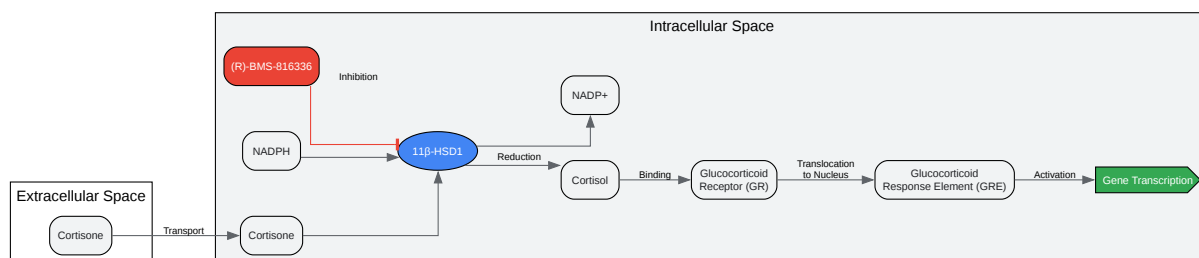 Intracellular Space
(R)-BMS-816336
Inhibition
NADP+
NADPH
11β-HSD1
Reduction
Cortisol
Binding
Glucocorticoid
Receptor (GR)
Translocation
to Nucleus
Glucocorticoid
Response Element (GRE)
Activation
Gene Transcription
Extracellular Space
Cortisone
Transport
Cortisone